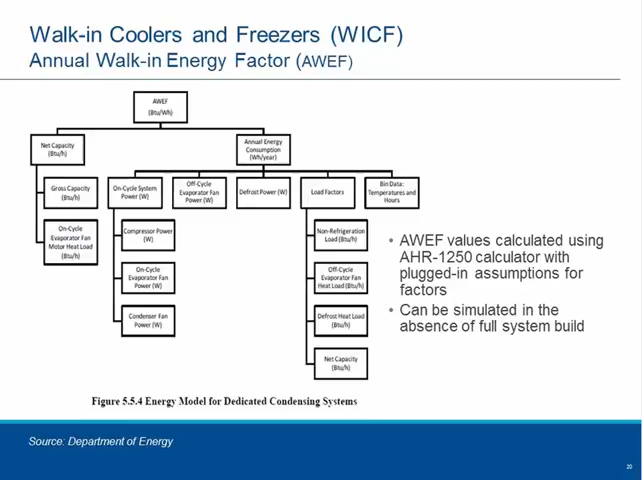 Walk-in Coolers and Freezers (WICF)
Annual Walk-in Energy Factor (AWEF)
AWEF
(Btu/Wh)
Net Capacity
(Btu/h)
Annual Energy
Consumption
(Wh/year)
Gross Capacity
(Btu/h)
On-Cycle System
Power (W)
Off-Cycle
Evaporator Fan
Power (W)
Defrost Power (W)
Load Factors
Bin Data:
Temperatures and
Hours
On-Cycle
Evaporator Fan
Motor Heat Load
(Btu/h)
Compressor Power
(W)
Non-Refrigeration
Load (Btu/h)
On-Cycle
Evaporator Fan
Power (W)
Off-Cycle
Evaporator Fan
Heat Load (Btu/h)
Condenser Fan
Power (W)
Defrost Heat Load
(Btu/h)
Net Capacity
(Btu/h)
• AWEF values calculated using
AHR-1250 calculator with
plugged-in assumptions for
factors
• Can be simulated in the
absence of full system build
Figure 5.5.4 Energy Model for Dedicated Condensing Systems
Source: Department of Energy
20